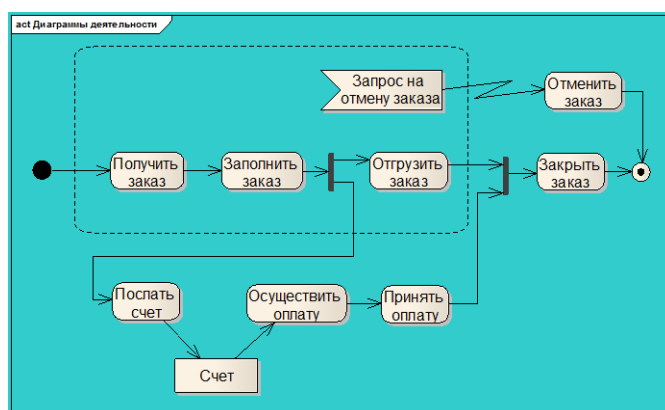 act Диаграммы деятельности
Запрос на
отмену заказа
Отменить
заказ
Получить
заказ
Заполнить
заказ
Отгрузить
заказ
Закрыть
заказ
Послать
счет
Осуществить
оплату
Принять
оплату
Счет